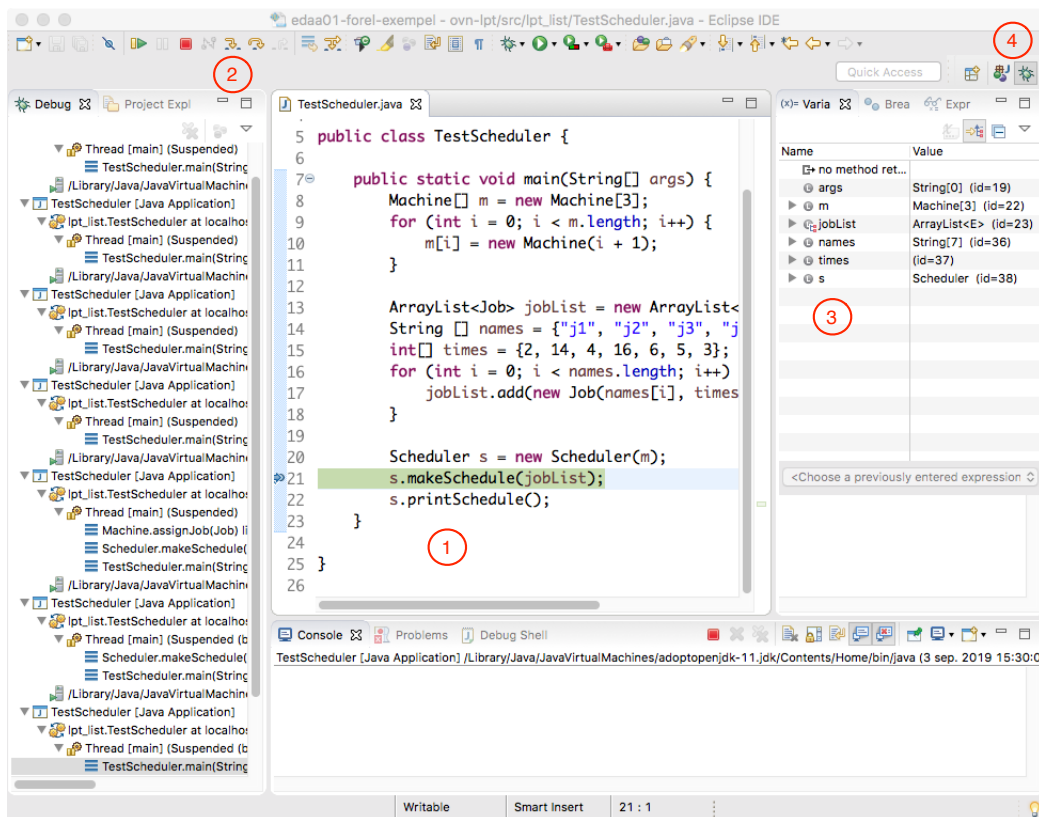 edaa01-forel-exempel - ovn-lpt/src/lpt_list/TestScheduler.java - Eclipse IDE
4
2
Quick Access
Debug
Project Expl
Thread [main] (Suspended)
TestScheduler.main(String
/Library/Java/JavaVirtualMachin
TestScheduler [Java Application]
lpt_list.TestScheduler at localhos
Thread [main] (Suspended)
TestScheduler.main(String
/Library/Java/JavaVirtualMachin
TestScheduler [Java Application]
lpt_list.TestScheduler at localhos
Thread [main] (Suspended)
TestScheduler.main(String
/Library/Java/JavaVirtualMachin
TestScheduler [Java Application]
lpt_list.TestScheduler at localhos
Thread [main] (Suspended)
TestScheduler.main(String
/Library/Java/JavaVirtualMachin
TestScheduler [Java Application]
lpt_list.TestScheduler at localhos
Thread [main] (Suspended)
Machine.assignJob(Job) li
Scheduler.makeSchedule(
TestScheduler.main(String
/Library/Java/JavaVirtualMachin
TestScheduler [Java Application]
lpt_list.TestScheduler at localhos
Thread [main] (Suspended (b
Scheduler.makeSchedule(
TestScheduler.main(String
/Library/Java/JavaVirtualMachin
TestScheduler [Java Application]
lpt_list.TestScheduler at localhos
Thread [main] (Suspended (b
TestScheduler.main(String
TestScheduler.java
5 public class TestScheduler {
6
7 public static void main(String[] args) {
8 Machine[] m = new Machine[3];
9 for (int i = 0; i < m.length; i++) {
10 m[i] = new Machine(i + 1);
11 }
12
13 ArrayList<Job> jobList = new ArrayList<
14 String [] names = {"j1", "j2", "j3", "j
15 int[] times = {2, 14, 4, 16, 6, 5, 3};
16 for (int i = 0; i < names.length; i++)
17 jobList.add(new Job(names[i], times
18 }
19
20 Scheduler s = new Scheduler(m);
21 s.makeSchedule(jobList);
22 s.printSchedule();
23 }
24
25 }
26
1
(x)= Varia
Brea
Expr
Name Value
no method ret...
args String[0] (id=19)
m Machine[3] (id=22)
jobList ArrayList<E> (id=23)
names String[7] (id=36)
times (id=37)
s Scheduler (id=38)
3
<Choose a previously entered expression
Console
Problems
Debug Shell
TestScheduler [Java Application] /Library/Java/JavaVirtualMachines/adoptopenjdk-11.jdk/Contents/Home/bin/java (3 sep. 2019 15:30:0
Writable
Smart Insert
21 : 1